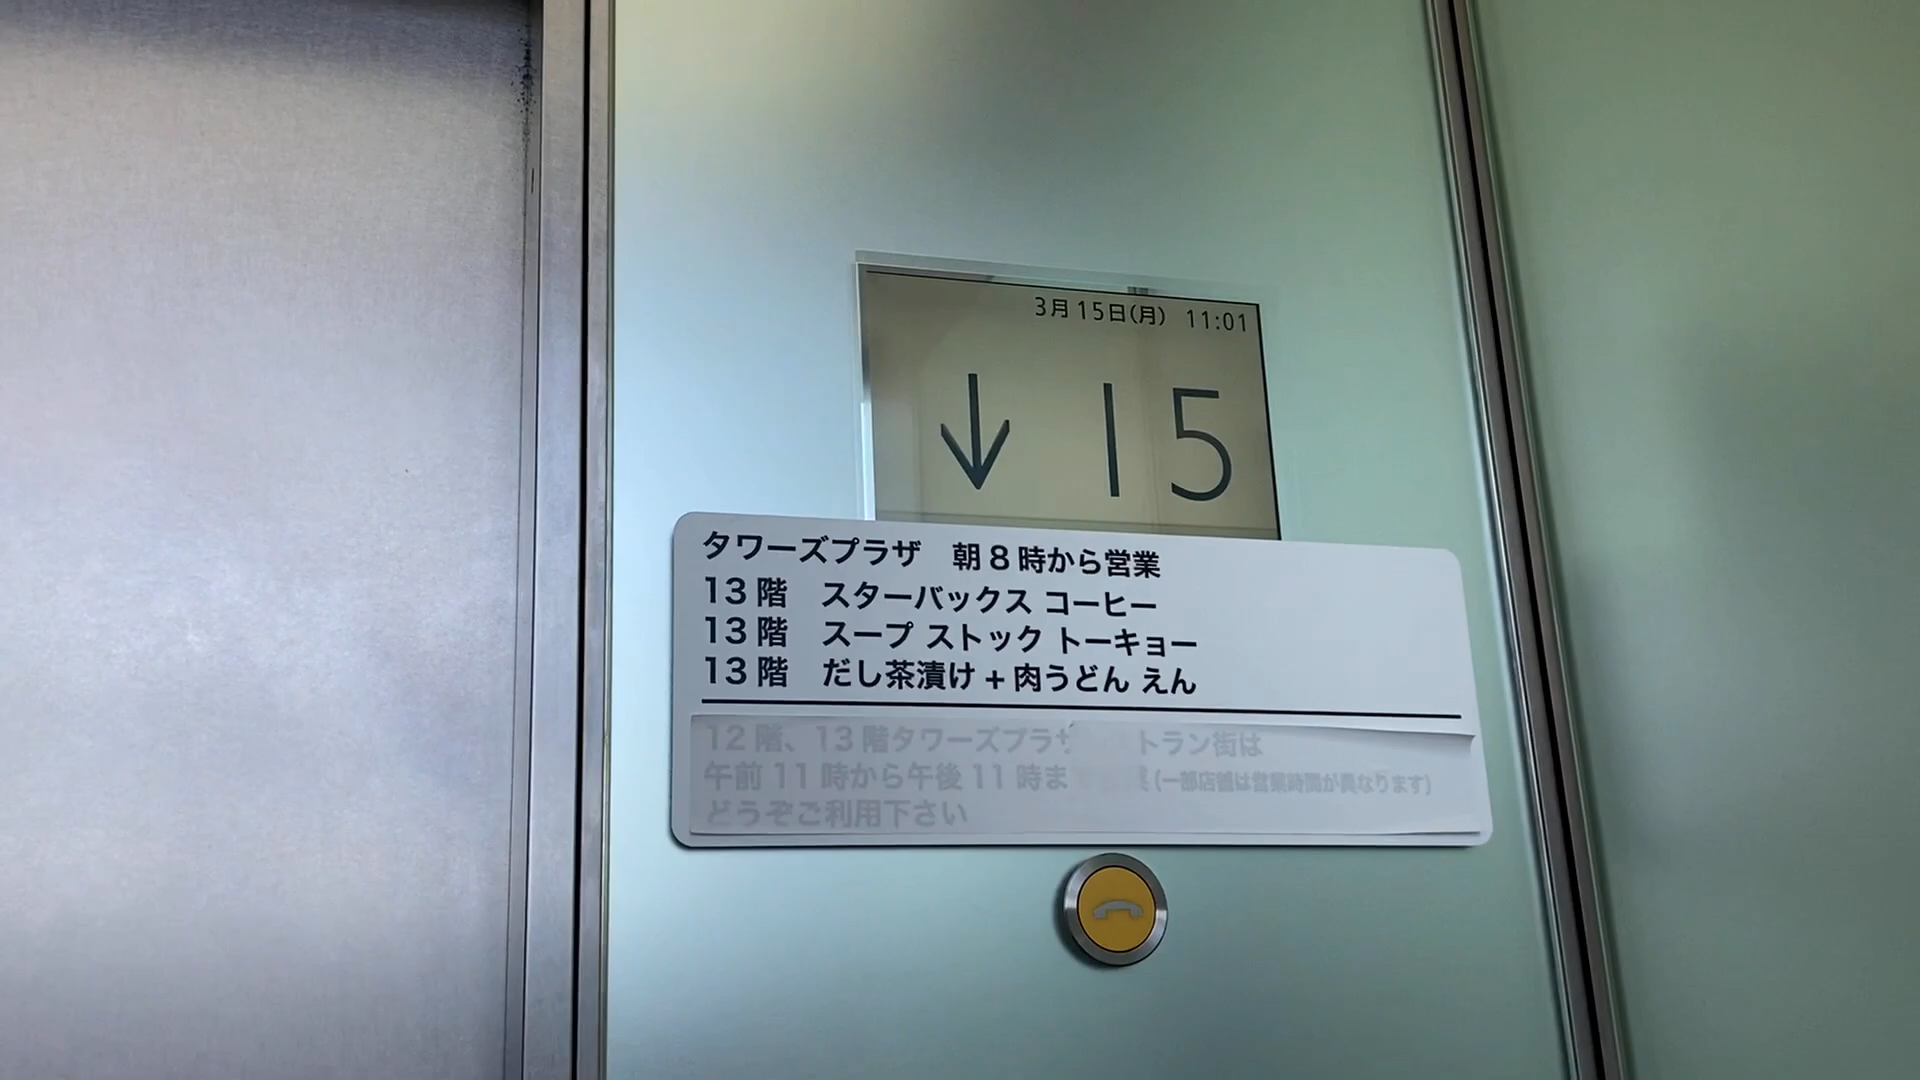 3月15日(月) 11:01
↓ 15
タワーズプラザ 朝8時から営業
13階 スターバックス コーヒー
13階 スープ ストック トーキョー
13階 だし茶漬け+肉うどん えん
12階、13階タワーズプラザ トラン街は
午前11時から午後11時ま (一部店舗は営業時間が異なります)
どうぞご利用下さい